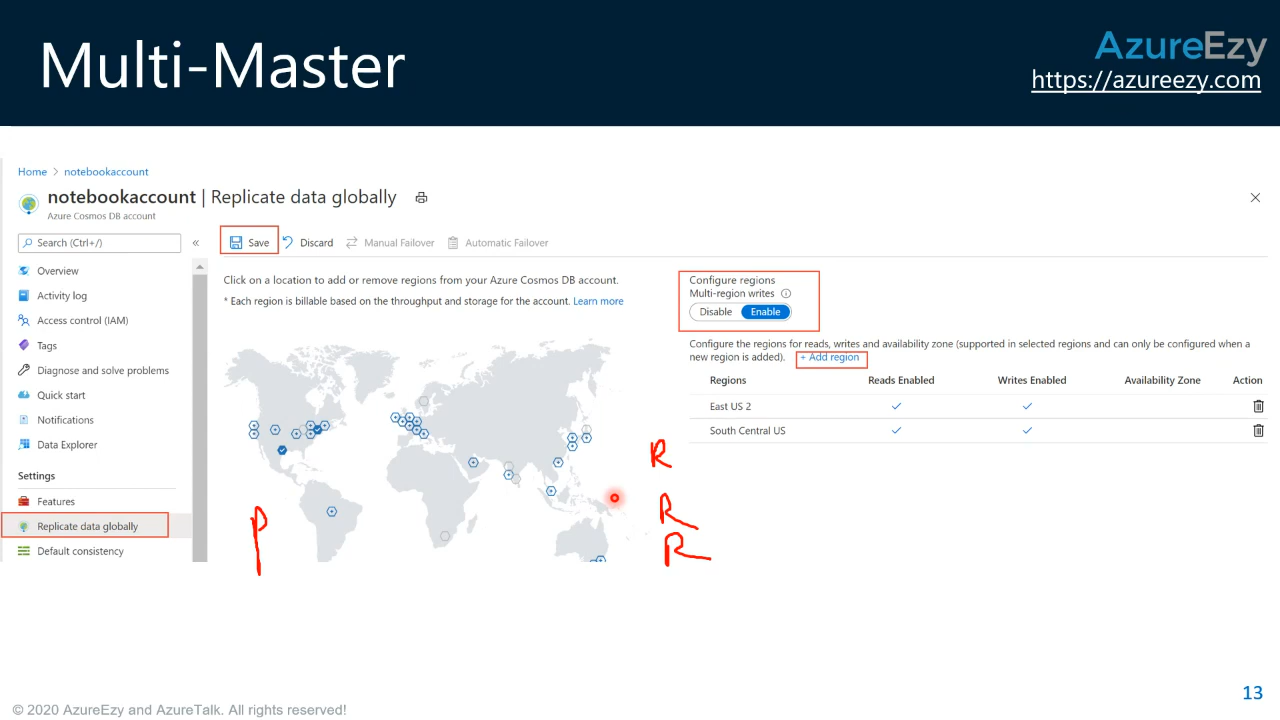 Multi-Master
AzureEzy
https://azureezy.com
Home > notebookaccount
notebookaccount | Replicate data globally
Azure Cosmos DB account
Search (Ctrl+/)
«
Overview
Activity log
Access control (IAM)
Tags
Diagnose and solve problems
Quick start
Notifications
Data Explorer
Settings
Features
Replicate data globally
Default consistency
Save Discard Manual Failover Automatic Failover
Click on a location to add or remove regions from your Azure Cosmos DB account.
* Each region is billable based on the throughput and storage for the account. Learn more
Configure regions
Multi-region writes
Disable Enable
Configure the regions for reads, writes and availability zone (supported in selected regions and can only be configured when a
new region is added). + Add region
Regions Reads Enabled Writes Enabled Availability Zone Action
East US 2
South Central US
R
R
R
P
13
© 2020 AzureEzy and AzureTalk. All rights reserved!